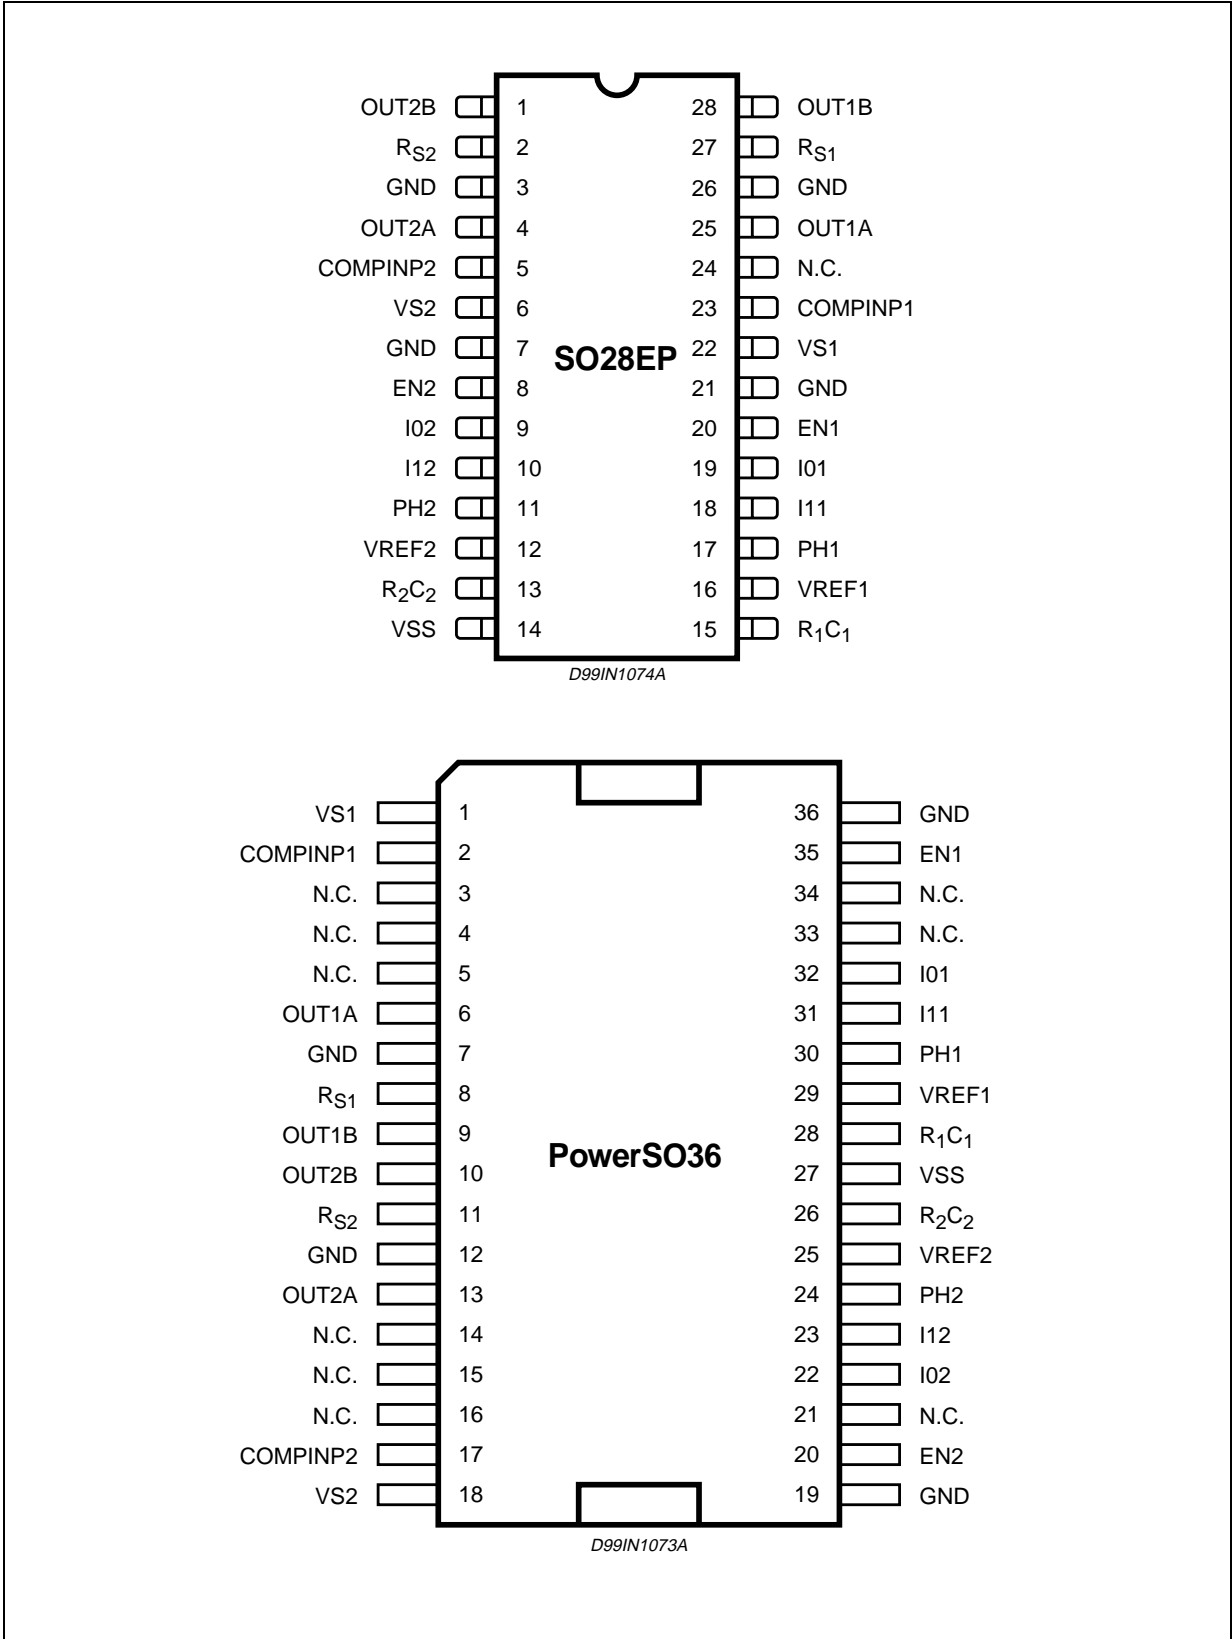 OUT2B 1 28 OUT1B
RS2 2 27 RS1
GND 3 26 GND
OUT2A 4 25 OUT1A
COMPINP2 5 24 N.C.
VS2 6 23 COMPINP1
GND 7 SO28EP 22 VS1
EN2 8 21 GND
I02 9 20 EN1
I12 10 19 I01
PH2 11 18 I11
VREF2 12 17 PH1
R2C2 13 16 VREF1
VSS 14 15 R1C1
D99IN1074A
VS1 1 36 GND
COMPINP1 2 35 EN1
N.C. 3 34 N.C.
N.C. 4 33 N.C.
N.C. 5 32 I01
OUT1A 6 31 I11
GND 7 30 PH1
RS1 8 29 VREF1
OUT1B 9 28 R1C1
PowerSO36
OUT2B 10 27 VSS
RS2 11 26 R2C2
GND 12 25 VREF2
OUT2A 13 24 PH2
N.C. 14 23 I12
N.C. 15 22 I02
N.C. 16 21 N.C.
COMPINP2 17 20 EN2
VS2 18 19 GND
D99IN1073A